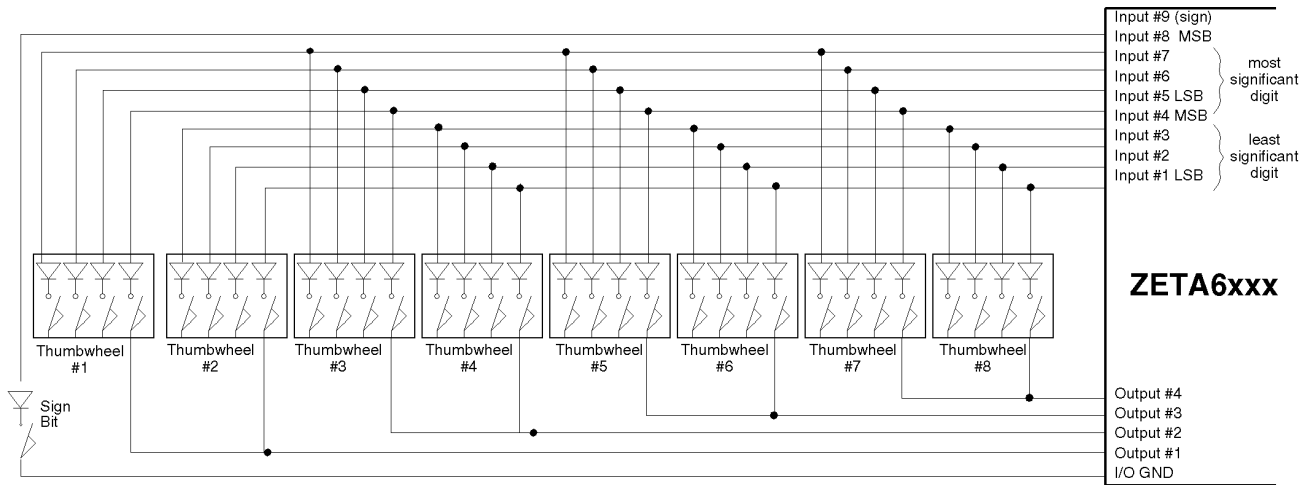 Input #9 (sign)
Input #8 MSB
Input #7
Input #6
Input #5 LSB
Input #4 MSB
Input #3
Input #2
Input #1 LSB
most
significant
digit
least
significant
digit
ZETA6xxx
Thumbwheel
#1
Thumbwheel
#2
Thumbwheel
#3
Thumbwheel
#4
Thumbwheel
#5
Thumbwheel
#6
Thumbwheel
#7
Thumbwheel
#8
Sign
Bit
Output #4
Output #3
Output #2
Output #1
I/O GND